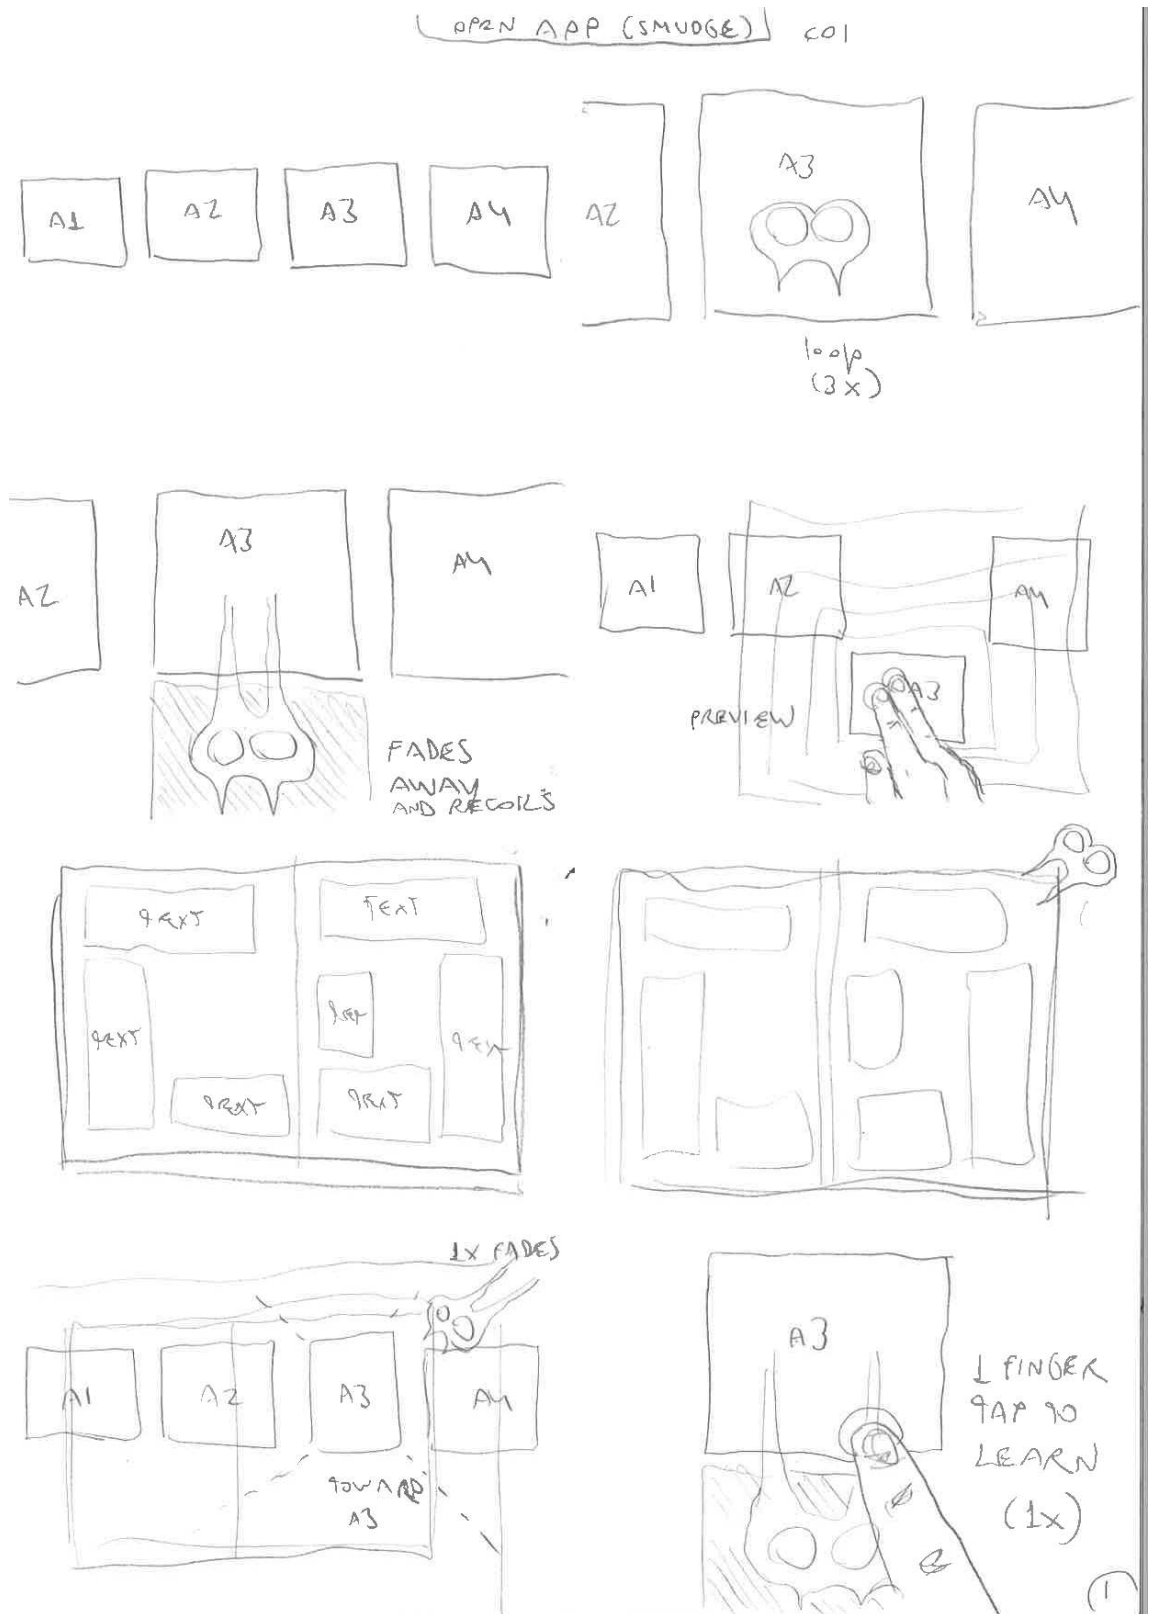 OPEN APP (SMUDGE) C01
A1 A2 A3 A4
A2 A3 A4
loop
(3x)
A2 A3 A4
FADES
AWAY
AND RECOILS
A1 A2 A4
A3
PREVIEW
TEXT TEXT
TEXT TEXT TEXT
TEXT TEXT
1X FADES
A1 A2 A3 A4
TOWARD
A3
A3
1 FINGER
TAP TO
LEARN
(1x)
1